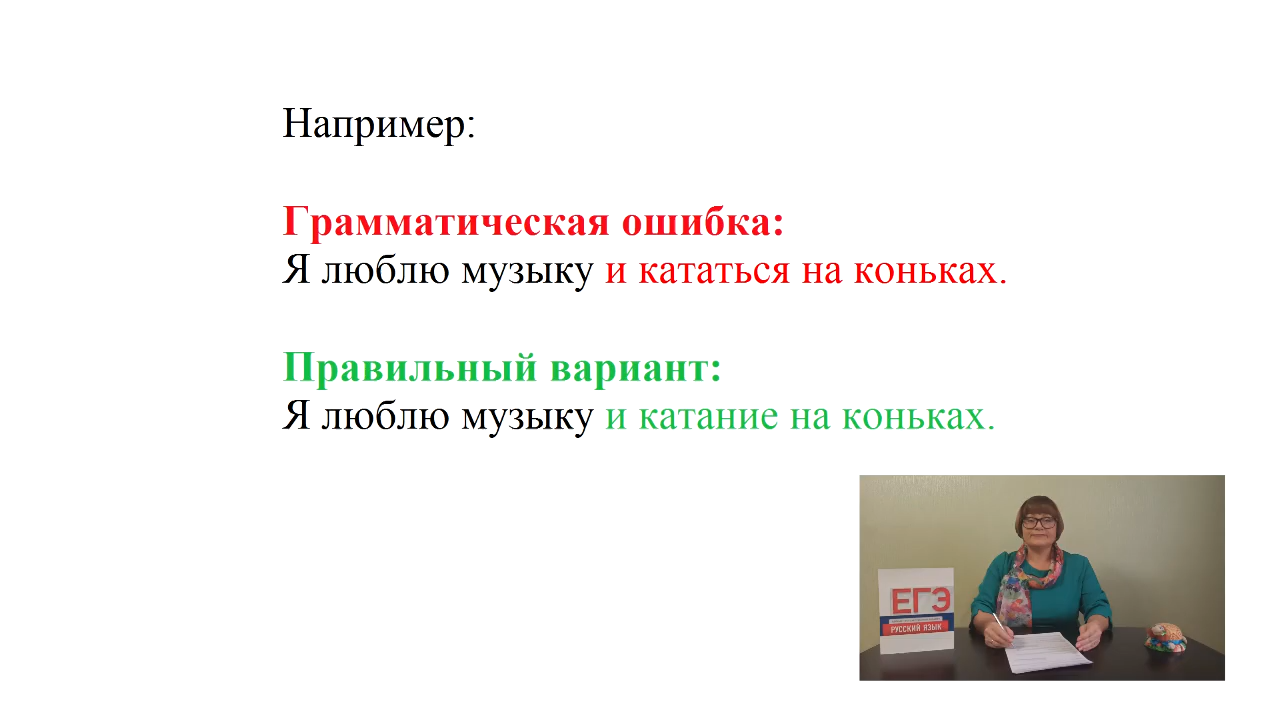 Например:
Грамматическая ошибка:
Я люблю музыку и кататься на коньках.
Правильный вариант:
Я люблю музыку и катание на коньках.
ЕГЭ
РУССКИЙ ЯЗЫК